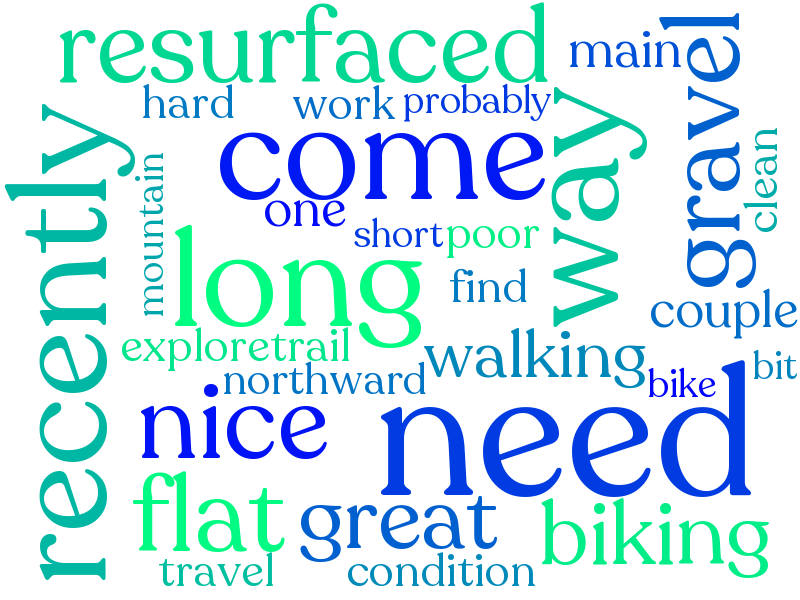 resurfaced
main
gravel
hard
work
probably
recently
come
way
clean
mountain
one
short
poor
long
find
couple
explore
trail
walking
northward
bike
bit
nice
need
flat
great
biking
travel
condition